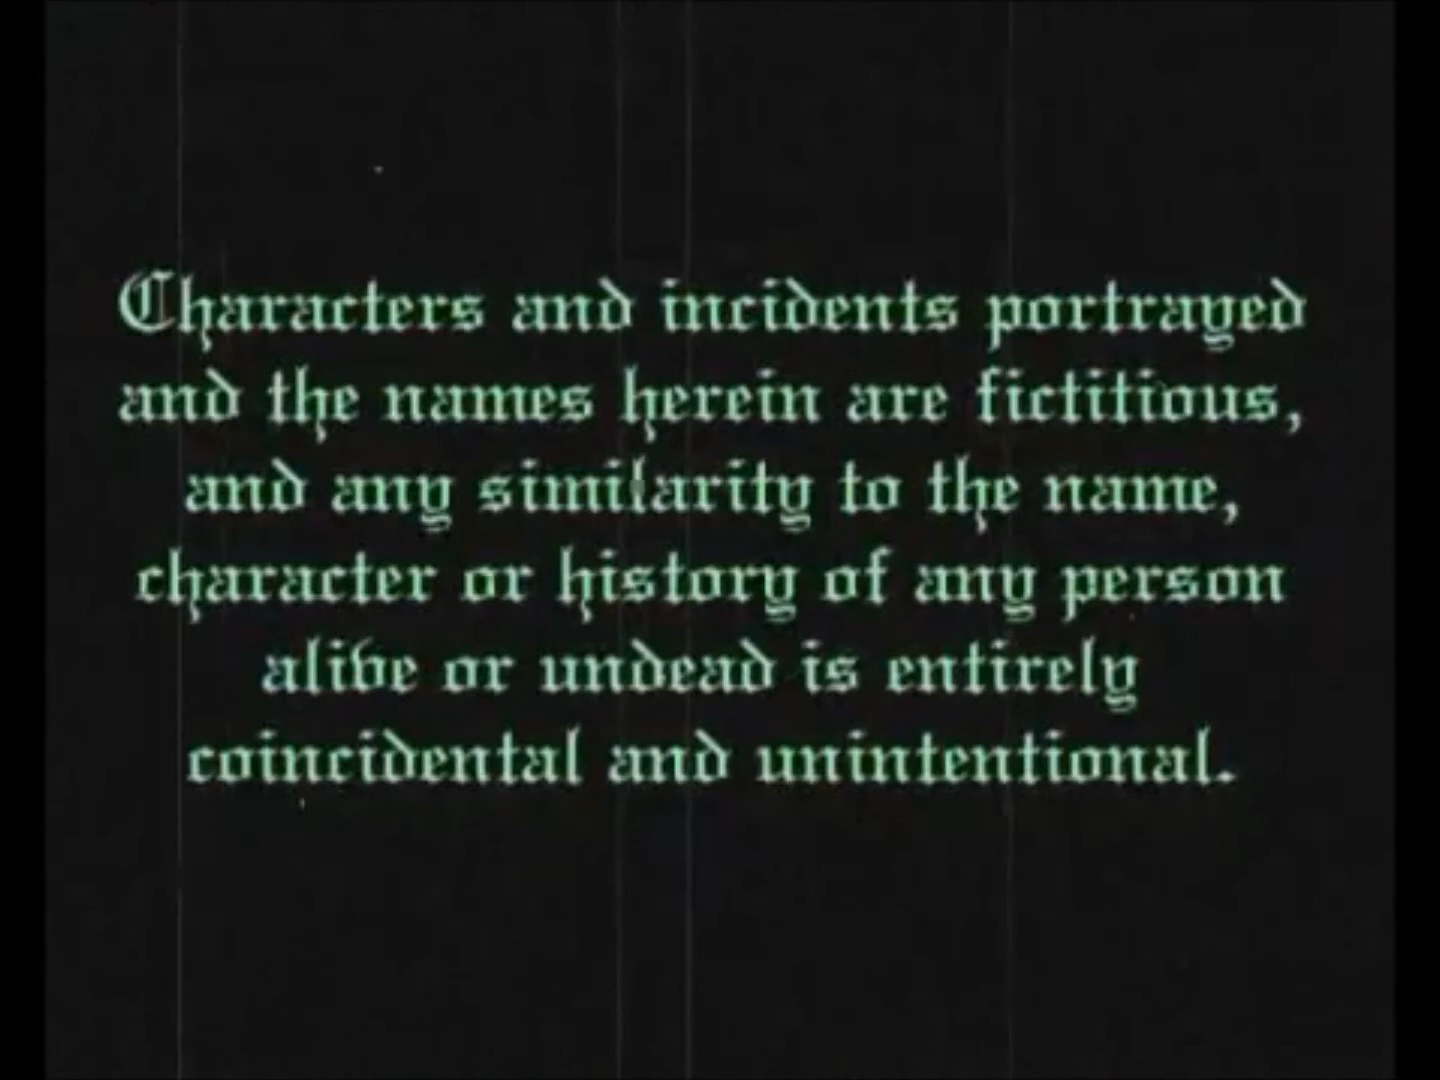 Characters and incidents portrayed
and the names herein are fictitious,
and any similarity to the name,
character or history of any person
alive or undead is entirely
coincidental and unintentional.